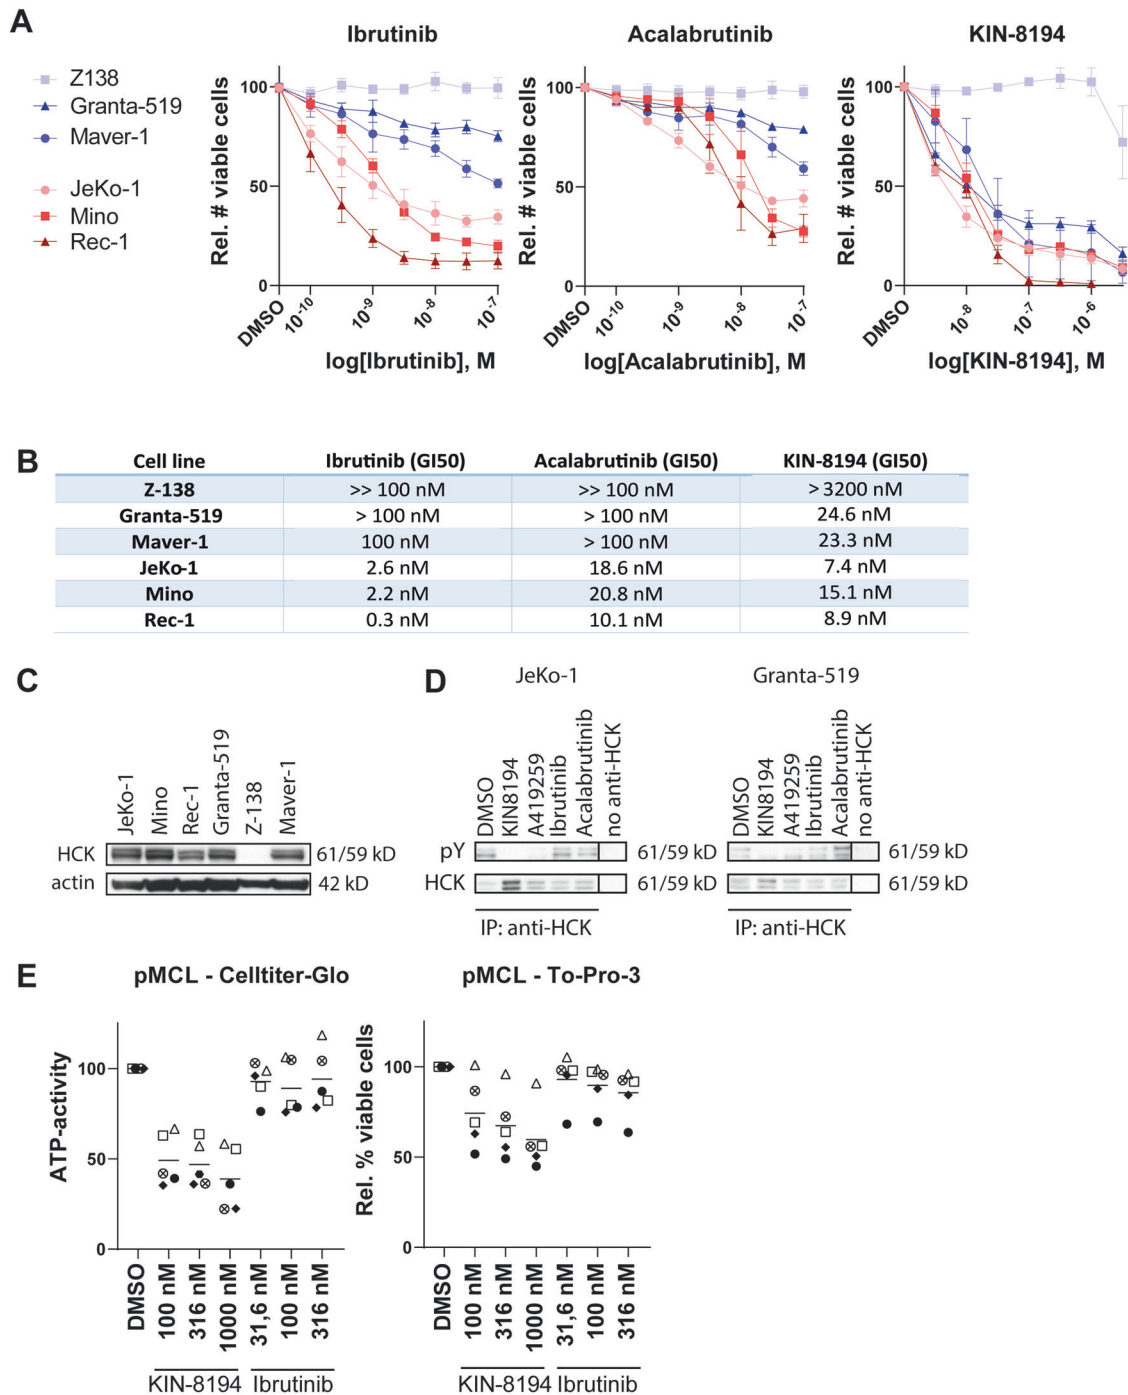 A
Ibrutinib
Acalabrutinib
KIN-8194
Z138
Granta-519
Maver-1
JeKo-1
Mino
Rec-1
Rel. # viable cells
100
50
0
DMSO
10-10
10-9
10-8
10-7
log[Ibrutinib], M
Rel. # viable cells
100
50
0
DMSO
10-10
10-9
10-8
10-7
log[Acalabrutinib], M
Rel. # viable cells
100
50
0
DMSO
10-8
10-7
10-6
log[KIN-8194], M
B
Cell line Ibrutinib (GI50) Acalabrutinib (GI50) KIN-8194 (GI50)
Z-138 >> 100 nM >> 100 nM > 3200 nM
Granta-519 > 100 nM > 100 nM 24.6 nM
Maver-1 100 nM > 100 nM 23.3 nM
JeKo-1 2.6 nM 18.6 nM 7.4 nM
Mino 2.2 nM 20.8 nM 15.1 nM
Rec-1 0.3 nM 10.1 nM 8.9 nM
C
JeKo-1
Mino
Rec-1
Granta-519
Z-138
Maver-1
HCK 61/59 kD
actin 42 kD
D
JeKo-1
DMSO
KIN8194
A419259
Ibrutinib
Acalabrutinib
no anti-HCK
pY 61/59 kD
HCK 61/59 kD
IP: anti-HCK
Granta-519
DMSO
KIN8194
A419259
Ibrutinib
Acalabrutinib
no anti-HCK
61/59 kD
61/59 kD
IP: anti-HCK
E
pMCL - Celltiter-Glo
ATP-activity
100
50
0
DMSO
100 nM
316 nM
1000 nM
31,6 nM
100 nM
316 nM
KIN-8194 Ibrutinib
pMCL - To-Pro-3
Rel. % viable cells
100
50
0
DMSO
100 nM
316 nM
1000 nM
31,6 nM
100 nM
316 nM
KIN-8194 Ibrutinib